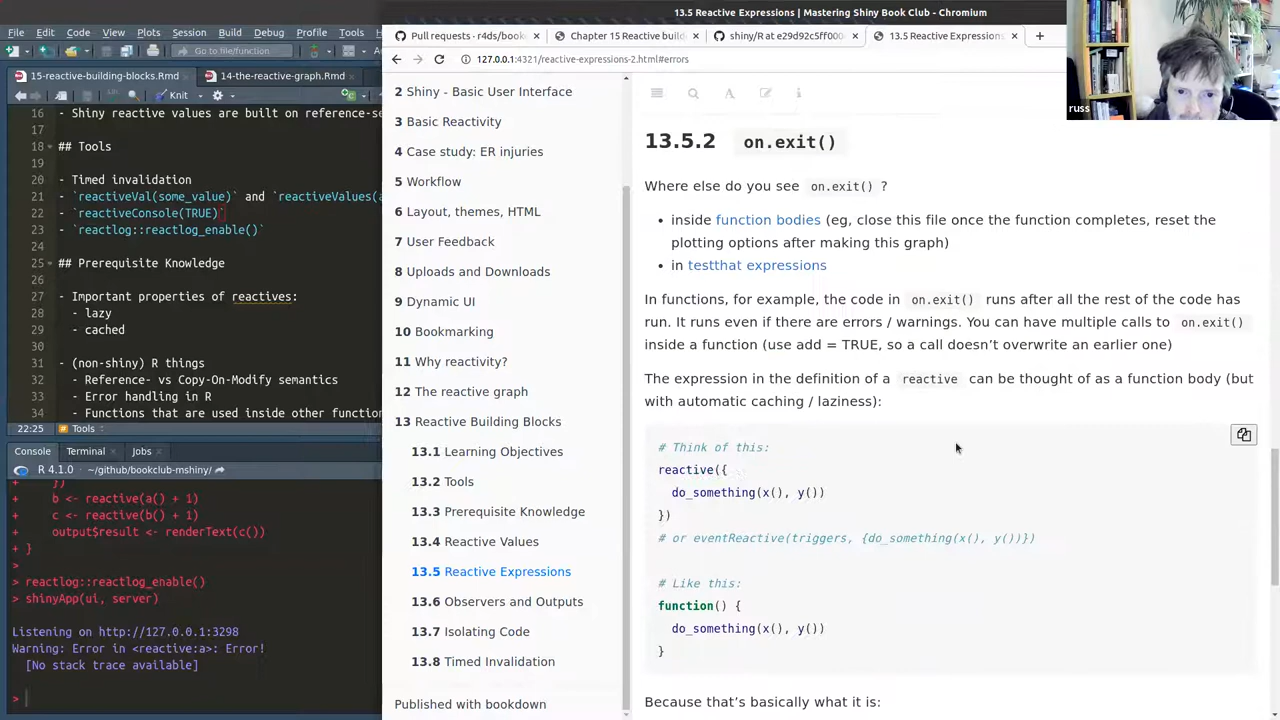 13.5 Reactive Expressions | Mastering Shiny Book Club - Chromium
File Edit Code View Plots Session Build Debug Profile Tools
Go to file/function
15-reactive-building-blocks.Rmd 14-the-reactive-graph.Rmd
Knit
16 - Shiny reactive values are built on reference-se
17
18 ## Tools
19
20 - Timed invalidation
21 - `reactiveVal(some_value)` and `reactiveValues(a
22 - `reactiveConsole(TRUE)`
23 - `reactlog::reactlog_enable()`
24
25 ## Prerequisite Knowledge
26
27 - Important properties of reactives:
28 - lazy
29 - cached
30
31 - (non-shiny) R things
32 - Reference- vs Copy-On-Modify semantics
33 - Error handling in R
34 - Functions that are used inside other function
22:25 Tools
Console Terminal Jobs
R 4.1.0 · ~/github/bookclub-mshiny/
+ })
+ b <- reactive(a() + 1)
+ c <- reactive(b() + 1)
+ output$result <- renderText(c())
+ }
>
> reactlog::reactlog_enable()
> shinyApp(ui, server)
Listening on http://127.0.0.1:3298
Warning: Error in <reactive:a>: Error!
[No stack trace available]
>
Pull requests · r4ds/book
Chapter 15 Reactive build
shiny/R at e29d92c5ff000
13.5 Reactive Expressions
127.0.0.1:4321/reactive-expressions-2.html#errors
2 Shiny - Basic User Interface
3 Basic Reactivity
4 Case study: ER injuries
5 Workflow
6 Layout, themes, HTML
7 User Feedback
8 Uploads and Downloads
9 Dynamic UI
10 Bookmarking
11 Why reactivity?
12 The reactive graph
13 Reactive Building Blocks
13.1 Learning Objectives
13.2 Tools
13.3 Prerequisite Knowledge
13.4 Reactive Values
13.5 Reactive Expressions
13.6 Observers and Outputs
13.7 Isolating Code
13.8 Timed Invalidation
Published with bookdown
13.5.2 on.exit()
Where else do you see on.exit() ?
• inside function bodies (eg, close this file once the function completes, reset the
plotting options after making this graph)
• in testthat expressions
In functions, for example, the code in on.exit() runs after all the rest of the code has
run. It runs even if there are errors / warnings. You can have multiple calls to on.exit()
inside a function (use add = TRUE, so a call doesn’t overwrite an earlier one)
The expression in the definition of a reactive can be thought of as a function body (but
with automatic caching / laziness):
# Think of this:
reactive({
do_something(x(), y())
})
# or eventReactive(triggers, {do_something(x(), y())})
# Like this:
function() {
do_something(x(), y())
}
Because that’s basically what it is:
russ